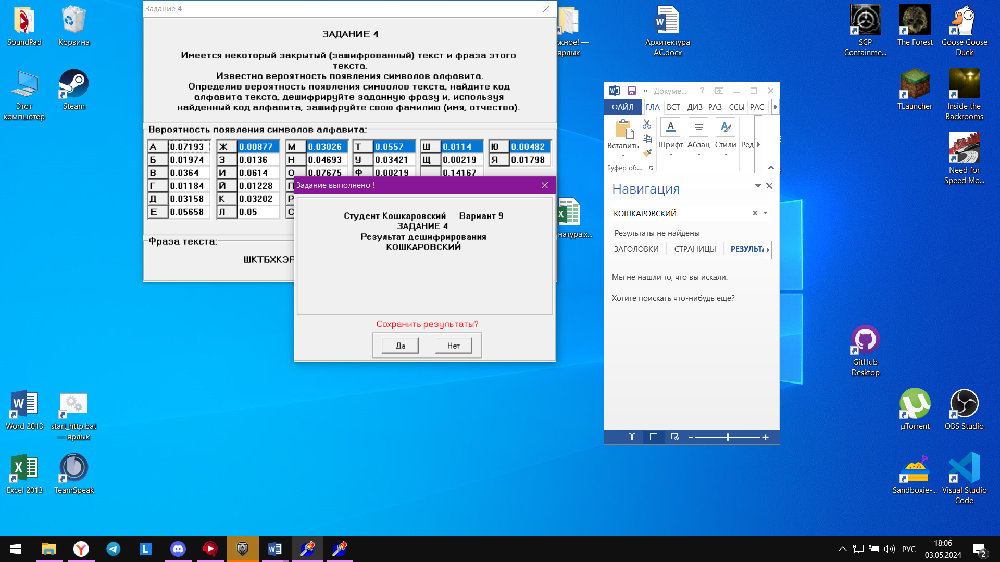 SoundPad
Корзина
Этот
компьютер
Steam
Word 2013
start_http.bat
— ярлык
Excel 2013
TeamSpeak
Задание 4
ЗАДАНИЕ 4
Имеется некоторый закрытый (зашифрованный) текст и фраза этого
текста.
Известна вероятность появления символов алфавита.
Определив вероятность появления символов текста, найдите код
алфавита текста, дешифрируйте заданную фразу и, используя
найденный код алфавита, зашифруйте свою фамилию (имя, отчество).
Вероятность появления символов алфавита:
А 0.07193 Ж 0.00877 М 0.03026 Т 0.0557 Ш 0.0114 Ю 0.00482
Б 0.01974 З 0.0136 Н 0.04693 У 0.03421 Щ 0.00219 Я 0.01798
В 0.0364 И 0.0614 О 0.07675 Ф 0.00219 0.14167
Г 0.01184 Й 0.01228 П
Д 0.03158 К 0.03202 Р
Е 0.05658 Л 0.05 С
Фраза текста:
ШКТБХКЭР
Задание выполнено !
Студент Кошкаровский Вариант 9
ЗАДАНИЕ 4
Результат дешифрирования
КОШКАРОВСКИЙ
Сохранить результаты?
Да Нет
жное! —
ярлык
Архитектура
АС.docx
натура.x...
Докуме... ?
ФАЙЛ ГЛА ВСТ ДИЗ РАЗ ССЫ РАС
Вставить Шрифт Абзац Стили Ред
Буфер об...
Навигация
КОШКАРОВСКИЙ
Результаты не найдены
ЗАГОЛОВКИ СТРАНИЦЫ РЕЗУЛЬТА
Мы не нашли то, что вы искали.
Хотите поискать что-нибудь еще?
SCP
Containme...
The Forest
Goose Goose
Duck
TLauncher
Inside the
Backrooms
Need for
Speed Mo...
GitHub
Desktop
µTorrent
OBS Studio
Sandboxie-...
Visual Studio
Code
РУС
18:06
03.05.2024
2